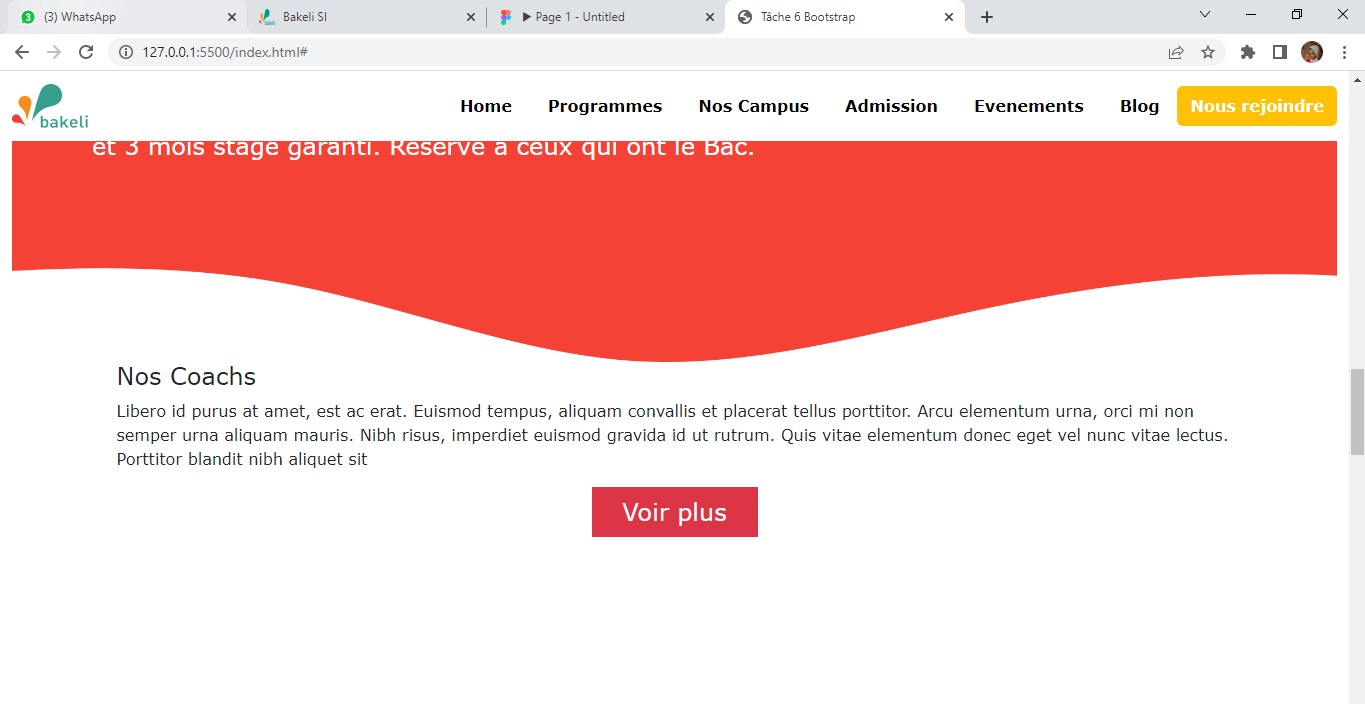 (3) WhatsApp
Bakeli SI
Page 1 - Untitled
Tâche 6 Bootstrap
127.0.0.1:5500/index.html#
bakeli
Home Programmes Nos Campus Admission Evenements Blog Nous rejoindre
et 3 mois stage garanti. Réservé à ceux qui ont le Bac.
Nos Coachs
Libero id purus at amet, est ac erat. Euismod tempus, aliquam convallis et placerat tellus porttitor. Arcu elementum urna, orci mi non
semper urna aliquam mauris. Nibh risus, imperdiet euismod gravida id ut rutrum. Quis vitae elementum donec eget vel nunc vitae lectus.
Porttitor blandit nibh aliquet sit
Voir plus